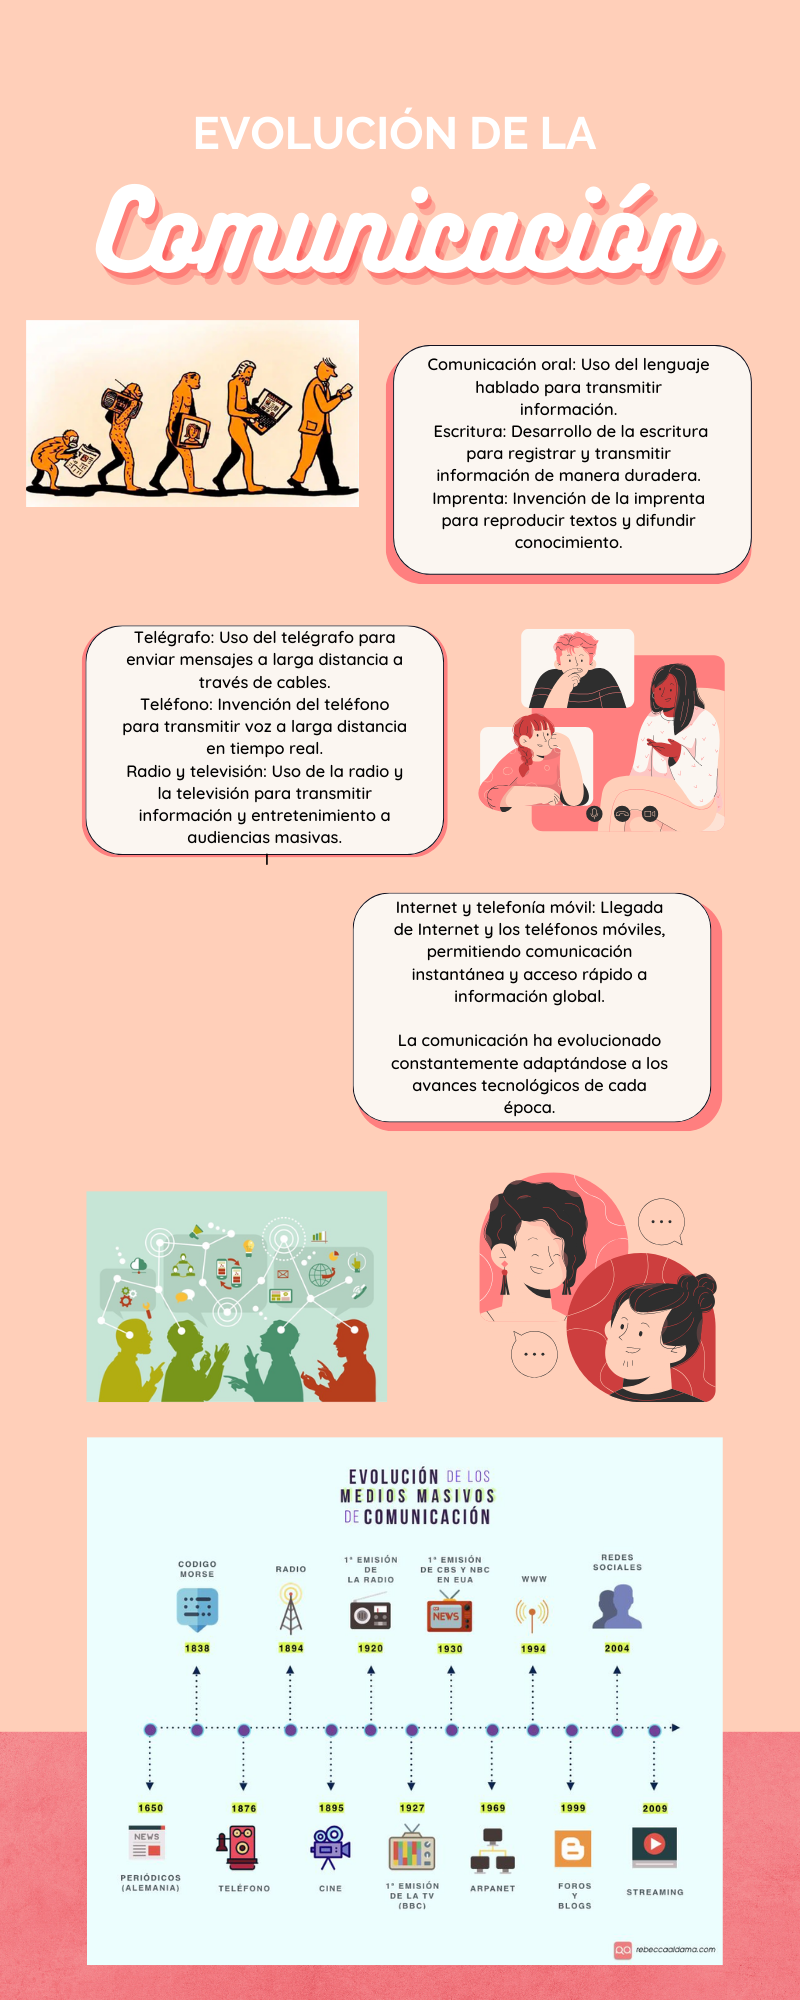 EVOLUCIÓN DE LA
Comunicación
Comunicación oral: Uso del lenguaje
hablado para transmitir
información.
Escritura: Desarrollo de la escritura
para registrar y transmitir
información de manera duradera.
Imprenta: Invención de la imprenta
para reproducir textos y difundir
conocimiento.
Telégrafo: Uso del telégrafo para
enviar mensajes a larga distancia a
través de cables.
Teléfono: Invención del teléfono
para transmitir voz a larga distancia
en tiempo real.
Radio y televisión: Uso de la radio y
la televisión para transmitir
información y entretenimiento a
audiencias masivas.
Internet y telefonía móvil: Llegada
de Internet y los teléfonos móviles,
permitiendo comunicación
instantánea y acceso rápido a
información global.
La comunicación ha evolucionado
constantemente adaptándose a los
avances tecnológicos de cada
época.
EVOLUCIÓN DE LOS
MEDIOS MASIVOS
DE COMUNICACIÓN
CODIGO
MORSE
1838
RADIO
1894
1ª EMISIÓN
DE
LA RADIO
1920
1ª EMISIÓN
DE CBS Y NBC
EN EUA
NEWS
1930
WWW
1994
REDES
SOCIALES
2004
1650
NEWS
PERIÓDICOS
(ALEMANIA)
1876
TELÉFONO
1895
CINE
1927
1ª EMISIÓN
DE LA TV
(BBC)
1969
ARPANET
1999
FOROS
Y
BLOGS
2009
STREAMING
rebeccaaldama.com